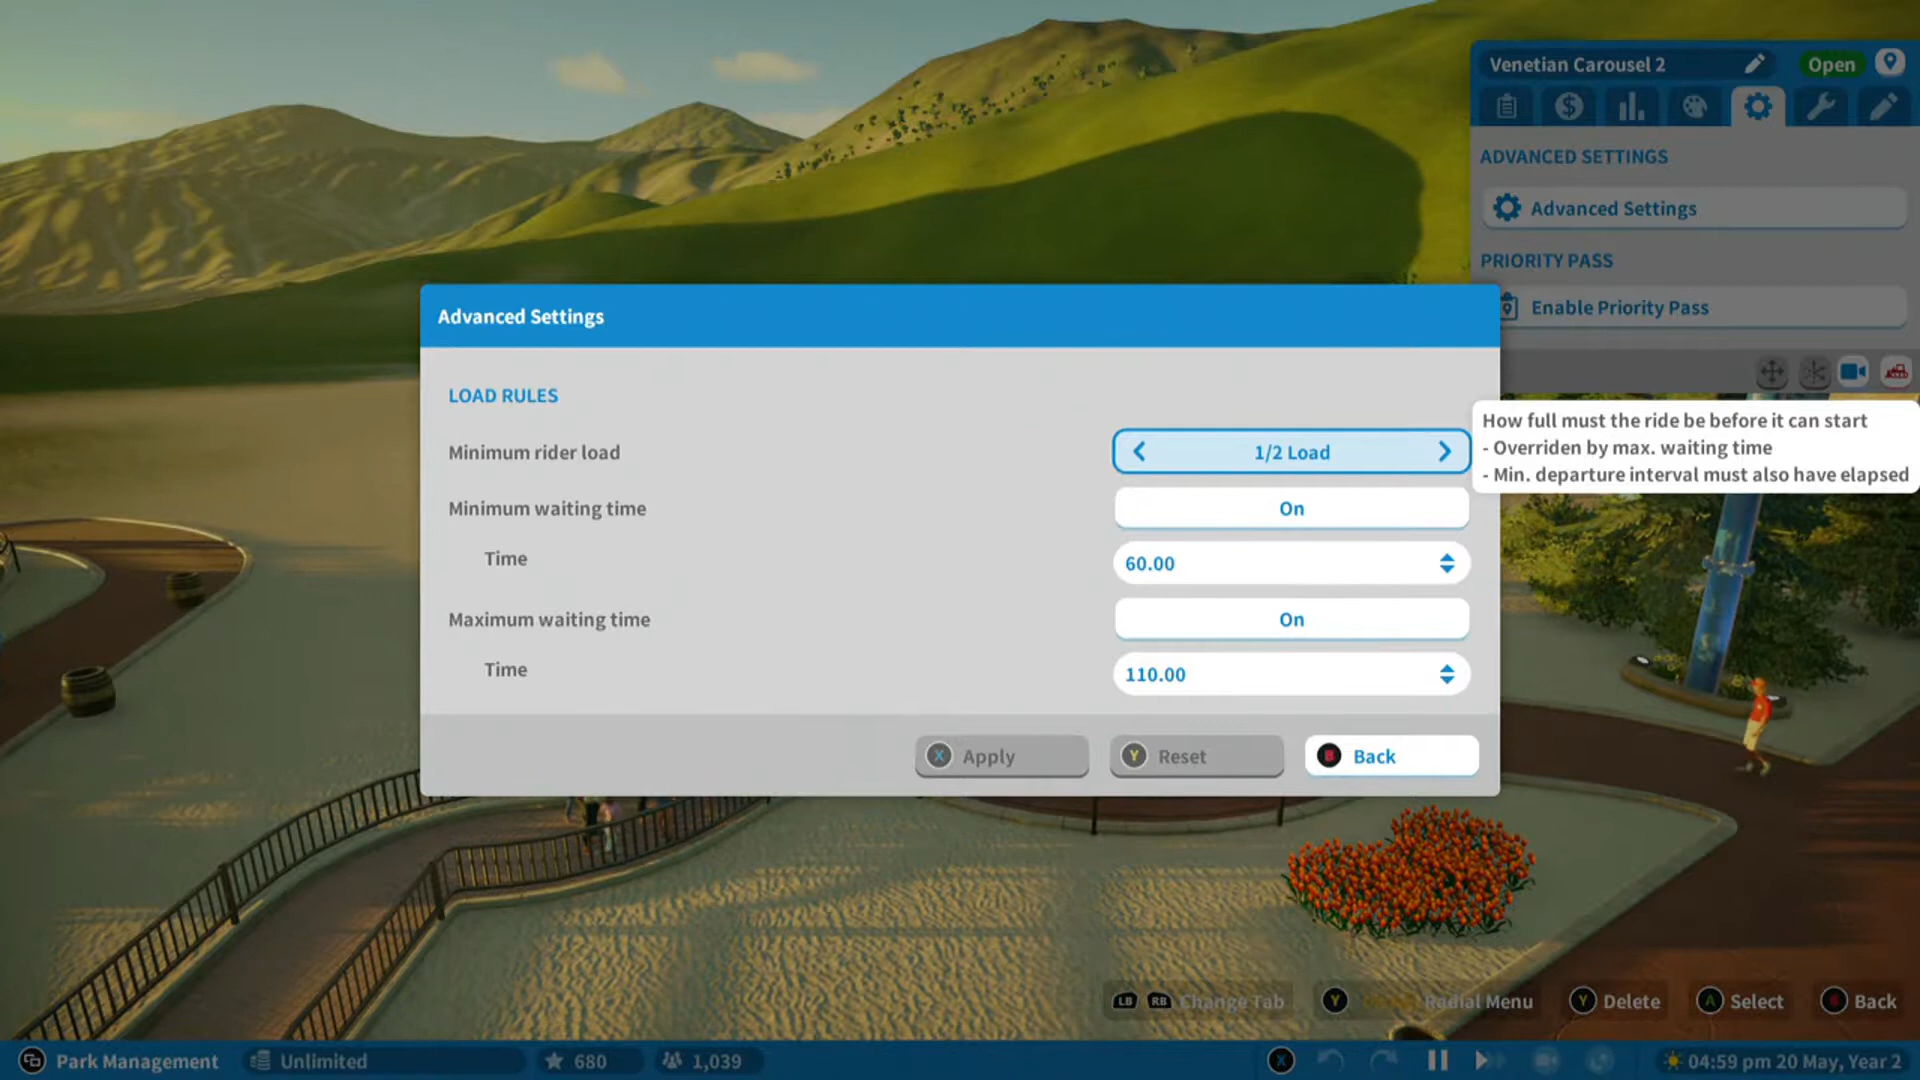 Venetian Carousel 2
Open
ADVANCED SETTINGS
Advanced Settings
PRIORITY PASS
Enable Priority Pass
Advanced Settings
LOAD RULES
Minimum rider load
1/2 Load
How full must the ride be before it can start
- Overriden by max. waiting time
- Min. departure interval must also have elapsed
Minimum waiting time
On
Time
60.00
Maximum waiting time
On
Time
110.00
X Apply
Y Reset
B Back
LB RB Change Tab
Y Radial Menu
Y Delete
A Select
B Back
Park Management
Unlimited
680
1,039
X
04:59 pm 20 May, Year 2